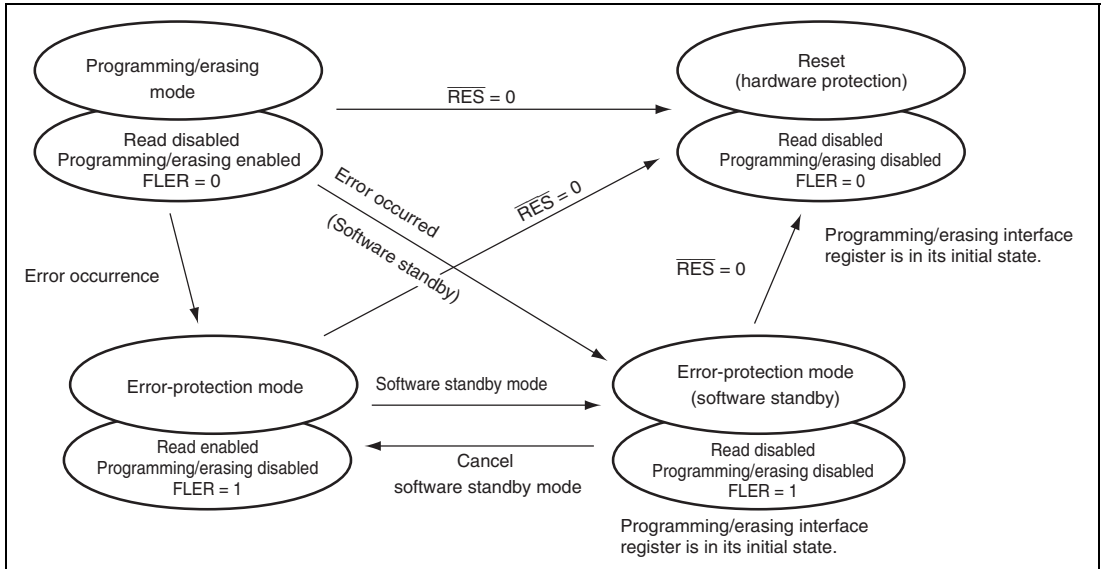 Programming/erasing
mode
Read disabled
Programming/erasing enabled
FLER = 0
RES = 0
Reset
(hardware protection)
Read disabled
Programming/erasing disabled
FLER = 0
Programming/erasing interface
register is in its initial state.
Error occurred
(Software standby)
RES = 0
Error occurrence
RES = 0
Error-protection mode
Read enabled
Programming/erasing disabled
FLER = 1
Software standby mode
Cancel
software standby mode
Error-protection mode
(software standby)
Read disabled
Programming/erasing disabled
FLER = 1
Programming/erasing interface
register is in its initial state.